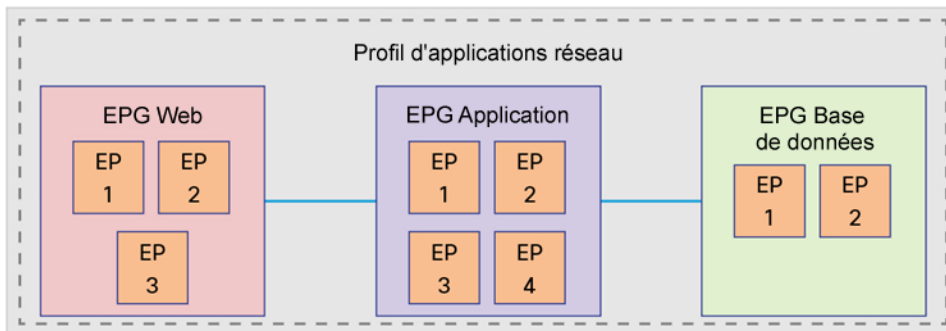 Profil d'applications réseau
EPG Web
EP
1
EP
2
EP
3
EPG Application
EP
1
EP
2
EP
3
EP
4
EPG Base
de données
EP
1
EP
2